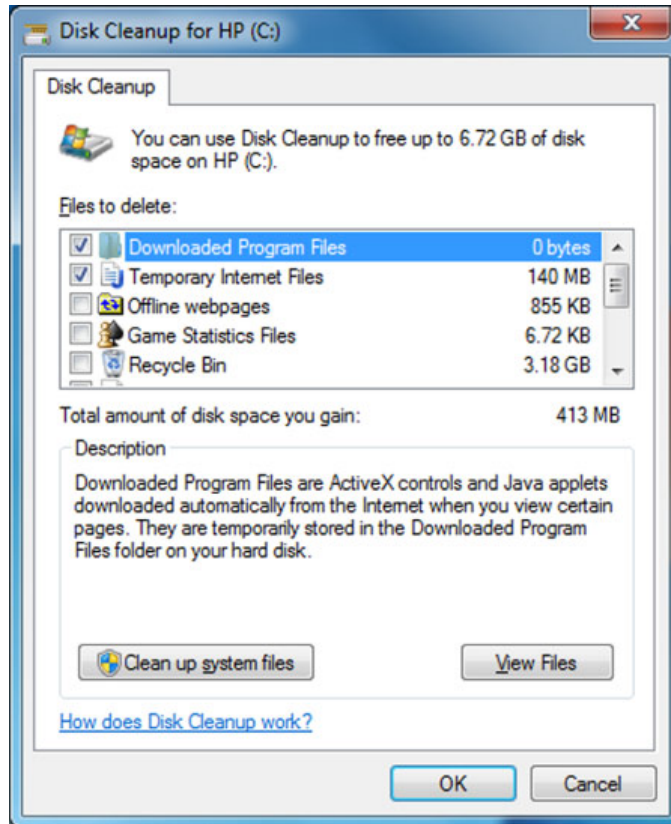 Disk Cleanup for HP (C:)
Disk Cleanup
You can use Disk Cleanup to free up to 6.72 GB of disk
space on HP (C:).
Files to delete:
Downloaded Program Files 0 bytes
Temporary Internet Files 140 MB
Offline webpages 855 KB
Game Statistics Files 6.72 KB
Recycle Bin 3.18 GB
Total amount of disk space you gain: 413 MB
Description
Downloaded Program Files are ActiveX controls and Java applets
downloaded automatically from the Internet when you view certain
pages. They are temporarily stored in the Downloaded Program
Files folder on your hard disk.
Clean up system files View Files
How does Disk Cleanup work?
OK Cancel